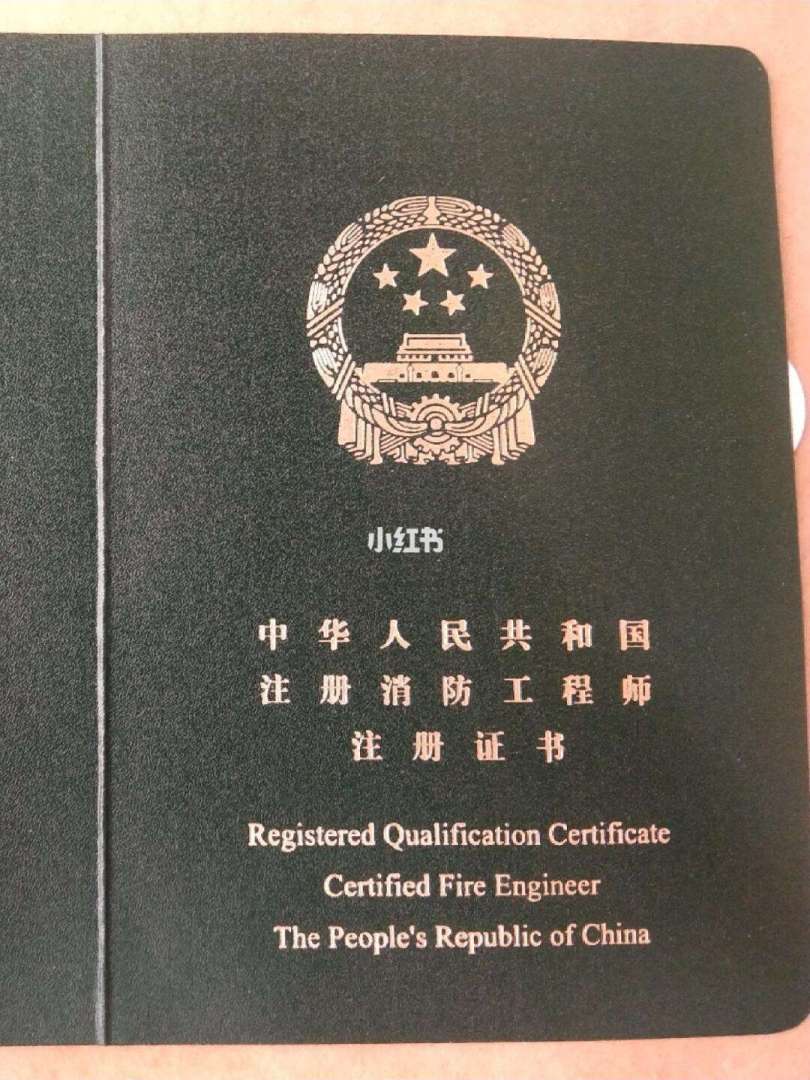 小红书
中华人民共和国
注册消防工程师
注册证书
Registered Qualification Certificate
Certified Fire Engineer
The People's Republic of China